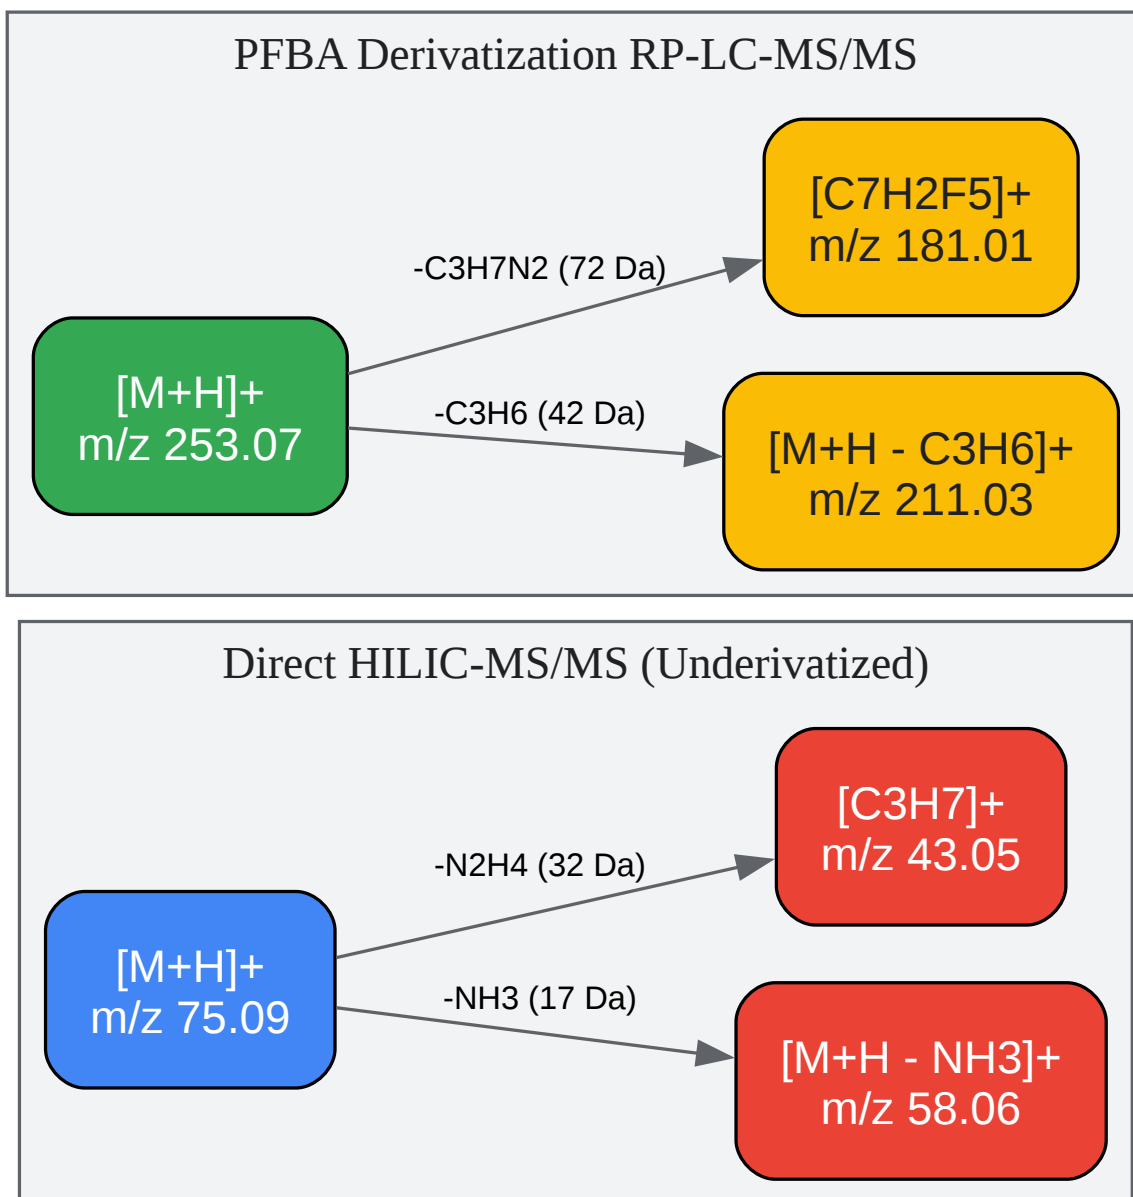 PFBA Derivatization RP-LC-MS/MS
[C7H2F5]+
m/z 181.01
-C3H7N2 (72 Da)
[M+H]+
m/z 253.07
-C3H6 (42 Da)
[M+H - C3H6]+
m/z 211.03
Direct HILIC-MS/MS (Underivatized)
[C3H7]+
m/z 43.05
-N2H4 (32 Da)
[M+H]+
m/z 75.09
-NH3 (17 Da)
[M+H - NH3]+
m/z 58.06